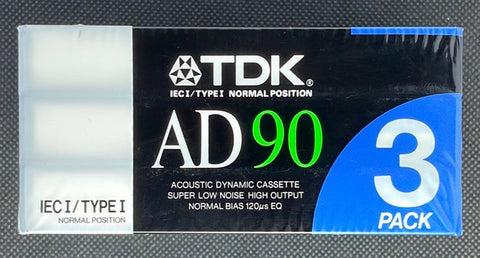 TDK®
IEC I/TYPE I NORMAL POSITION
AD 90
ACOUSTIC DYNAMIC CASSETTE
SUPER LOW NOISE HIGH OUTPUT
NORMAL BIAS 120µs EQ
IEC I/TYPE I
NORMAL POSITION
3
PACK